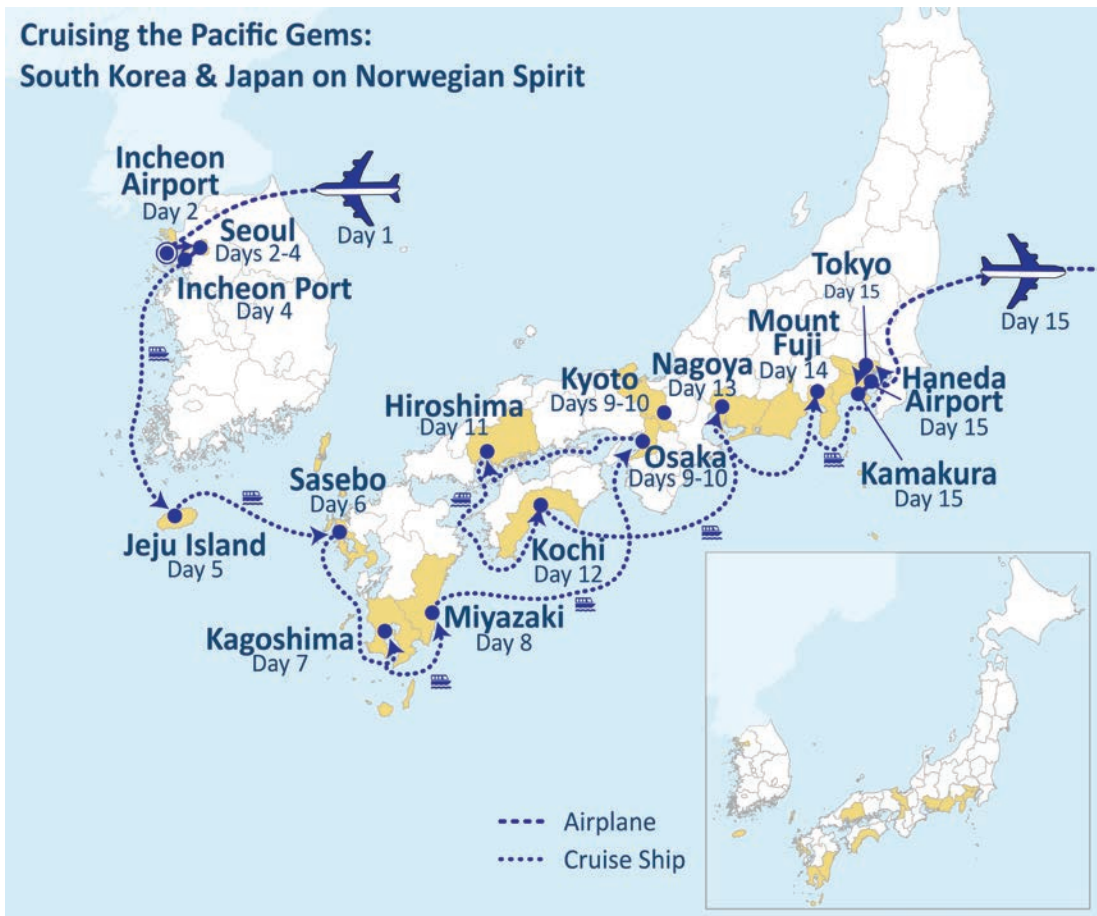 Cruising the Pacific Gems:
South Korea & Japan on Norwegian Spirit
Incheon
Airport
Day 2
Day 1
Seoul
Days 2-4
Incheon Port
Day 4
Tokyo
Day 15
Day 15
Mount
Fuji
Day 14
Nagoya
Day 13
Kyoto
Days 9-10
Haneda
Airport
Day 15
Hiroshima
Day 11
Osaka
Days 9-10
Kamakura
Day 15
Sasebo
Day 6
Jeju Island
Day 5
Kochi
Day 12
Miyazaki
Day 8
Kagoshima
Day 7
Airplane
Cruise Ship